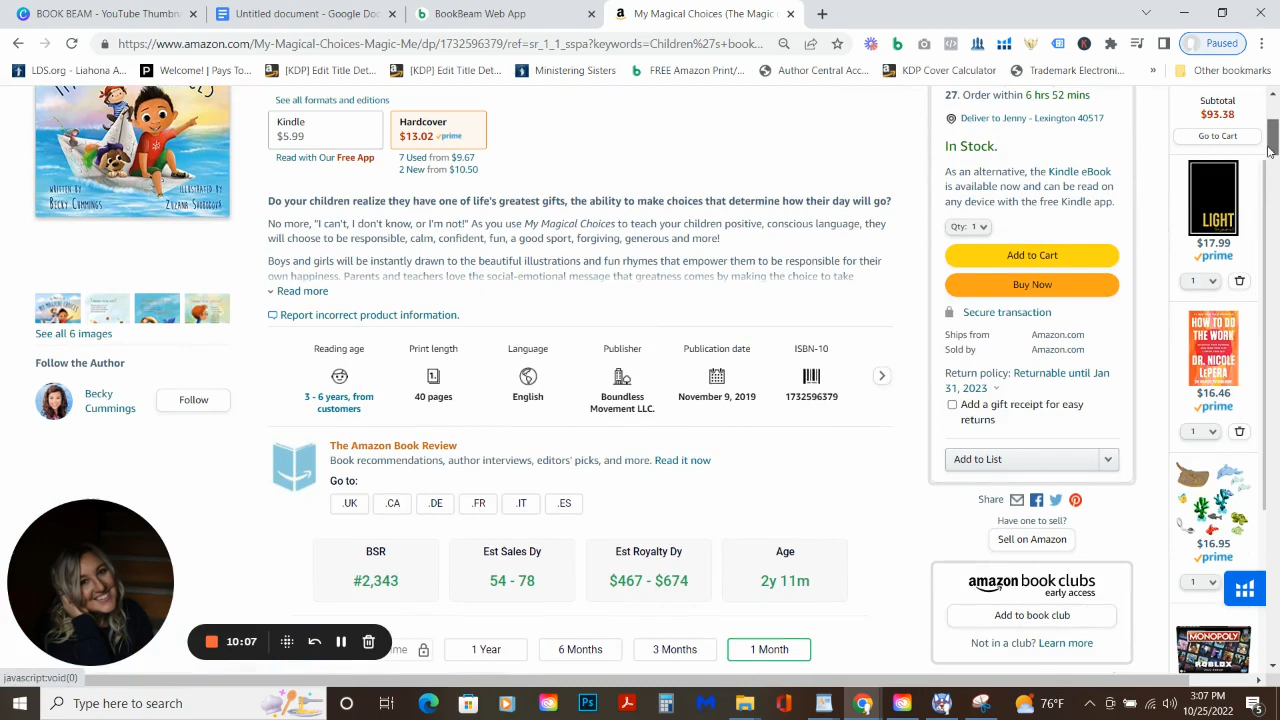 BOOK BEAM - YouTube Thumbn
Untitled document - Google Docs
BookBeam Web App
My Magical Choices (Magic
https://www.amazon.com/My-Magical-Choices-Magic-Me/dp/1732596379/ref=sr_1_1_sspa?keywords=Children%27s+book...
Paused
LDS.org - Liahona A...
Welcome! | Pays To...
[KDP] Edit Title Det...
[KDP] Edit Title Det...
Ministering Sisters
FREE Amazon Print/...
Author Central Acc...
KDP Cover Calculator
Trademark Electroni...
»
Other bookmarks
WRITTEN BY
BECKY CUMMINGS
ILLUSTRATED BY
See all 6 images
Follow the Author
Becky
Cummings
Follow
See all formats and editions
Kindle
$5.99
Hardcover
$13.02 prime
Read with Our Free App
7 Used from $9.67
2 New from $10.50
Do your children realize they have one of life's greatest gifts, the ability to make choices that determine how their day will go?
No more, "I can't, I don't know, or I'm not!" As you use My Magical Choices to teach your children positive, conscious language, they
will choose to be responsible, calm, confident, fun, a good sport, forgiving, generous and more!
Boys and girls will be instantly drawn to the beautiful illustrations and fun rhymes that empower them to be responsible for their
own happiness. Parents and teachers love the social-emotional message that greatness comes by making the choice to take
Read more
Report incorrect product information.
Reading age
3 - 6 years, from
customers
Print length
40 pages
Language
English
Publisher
Boundless
Movement LLC.
Publication date
November 9, 2019
ISBN-10
1732596379
The Amazon Book Review
Book recommendations, author interviews, editors' picks, and more. Read it now
Go to:
.UK .CA .DE .FR .IT .ES
BSR
#2,343
Est Sales Dy
54 - 78
Est Royalty Dy
$467 - $674
Age
2y 11m
1 Year
6 Months
3 Months
1 Month
27. Order within 6 hrs 52 mins
Deliver to Jenny - Lexington 40517
In Stock.
As an alternative, the Kindle eBook
is available now and can be read on
any device with the free Kindle app.
Qty: 1
Add to Cart
Buy Now
Secure transaction
Ships from Amazon.com
Sold by Amazon.com
Return policy: Returnable until Jan
31, 2023
Add a gift receipt for easy
returns
Add to List
Share
Have one to sell?
Sell on Amazon
amazon book clubs
early access
Add to book club
Not in a club? Learn more
Subtotal
$93.38
Go to Cart
LIGHT
$17.99
prime
1
HOW TO DO
THE WORK
DR. NICOLE
LEPERA
$16.46
prime
1
$16.95
prime
1
MONOPOLY
ROBLOX
10:07
javascript:void(0)
Type here to search
Ps
76°F
3:07 PM
10/25/2022